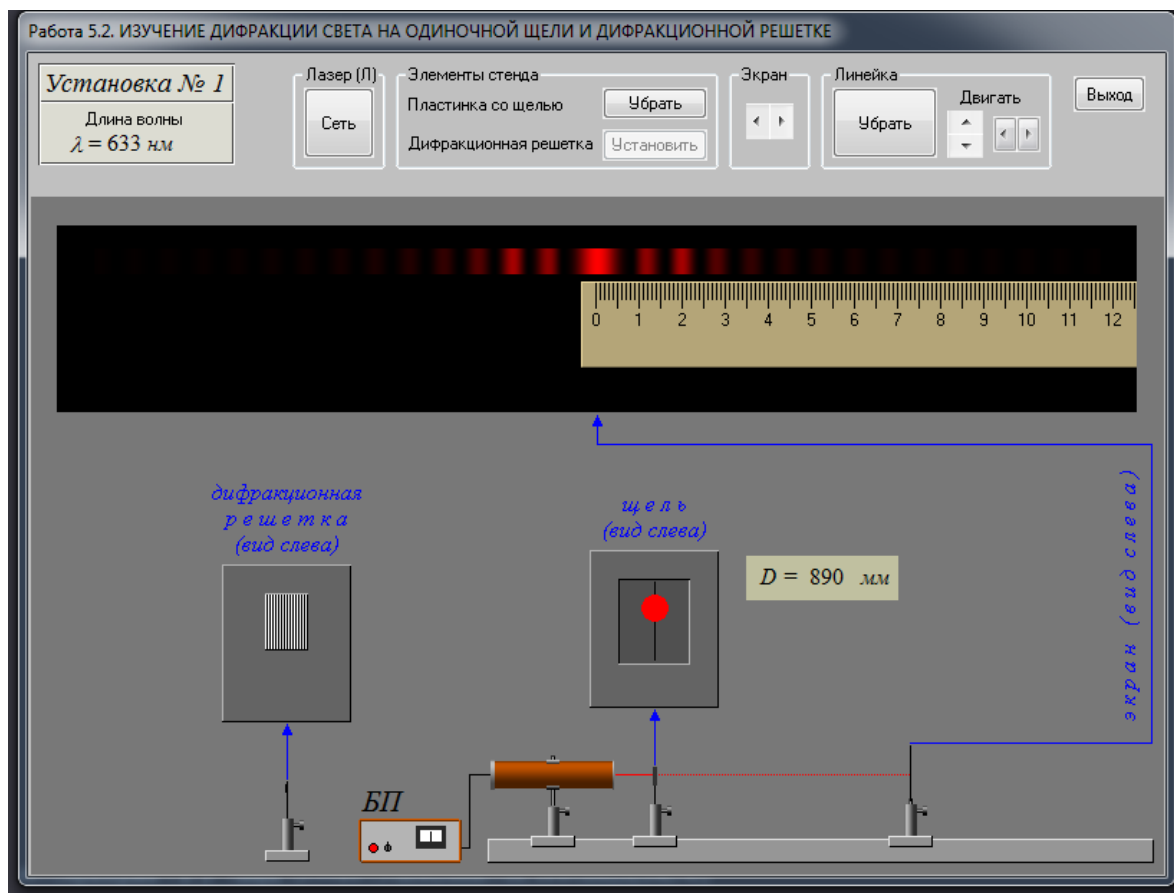 Работа 5.2. ИЗУЧЕНИЕ ДИФРАКЦИИ СВЕТА НА ОДИНОЧНОЙ ЩЕЛИ И ДИФРАКЦИОННОЙ РЕШЕТКЕ
Установка № 1
Длина волны
λ = 633 нм
Лазер (Л)
Сеть
Элементы стенда
Пластинка со щелью
Убрать
Дифракционная решетка
Установить
Экран
Линейка
Убрать
Двигать
Выход
0 1 2 3 4 5 6 7 8 9 10 11 12
дифракционная
решетка
(вид слева)
щель
(вид слева)
D = 890 мм
экран (вид слева)
БП